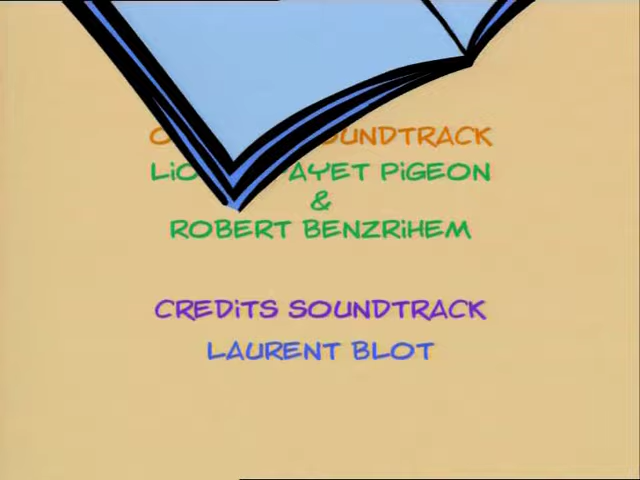 SOUNDTRACK
PiGEON
&
ROBERT BENZRiHEM
CREDiTS SOUNDTRACK
LAURENT BLOT